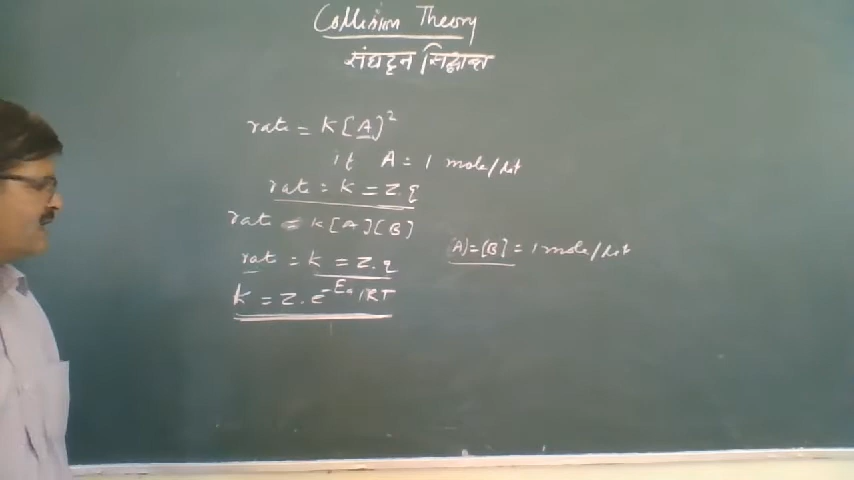 Collision Theory
संघट्टन सिद्धान्त
rate = K[A]²
if A = 1 mole/lit
rate = K = Z.q
rate = K[A][B]
rate = K = Z.q
[A]=[B] = 1 mole/lit
K = Z.e^-Ea/RT